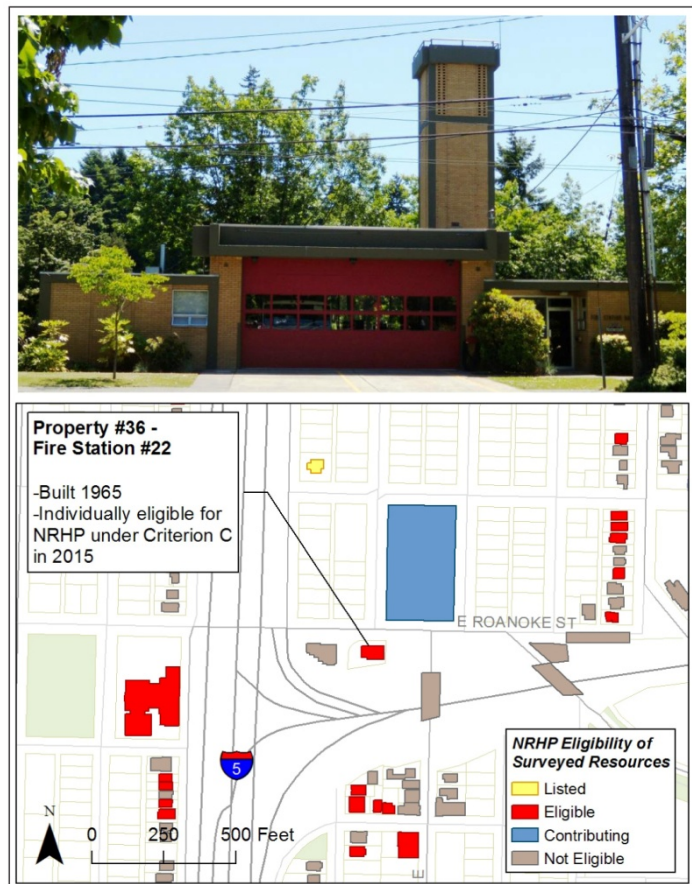 Property #36 -
Fire Station #22
-Built 1965
-Individually eligible for
NRHP under Criterion C
in 2015
E ROANOKE ST
5
N
0 250 500 Feet
E
NRHP Eligibility of
Surveyed Resources
Listed
Eligible
Contributing
Not Eligible